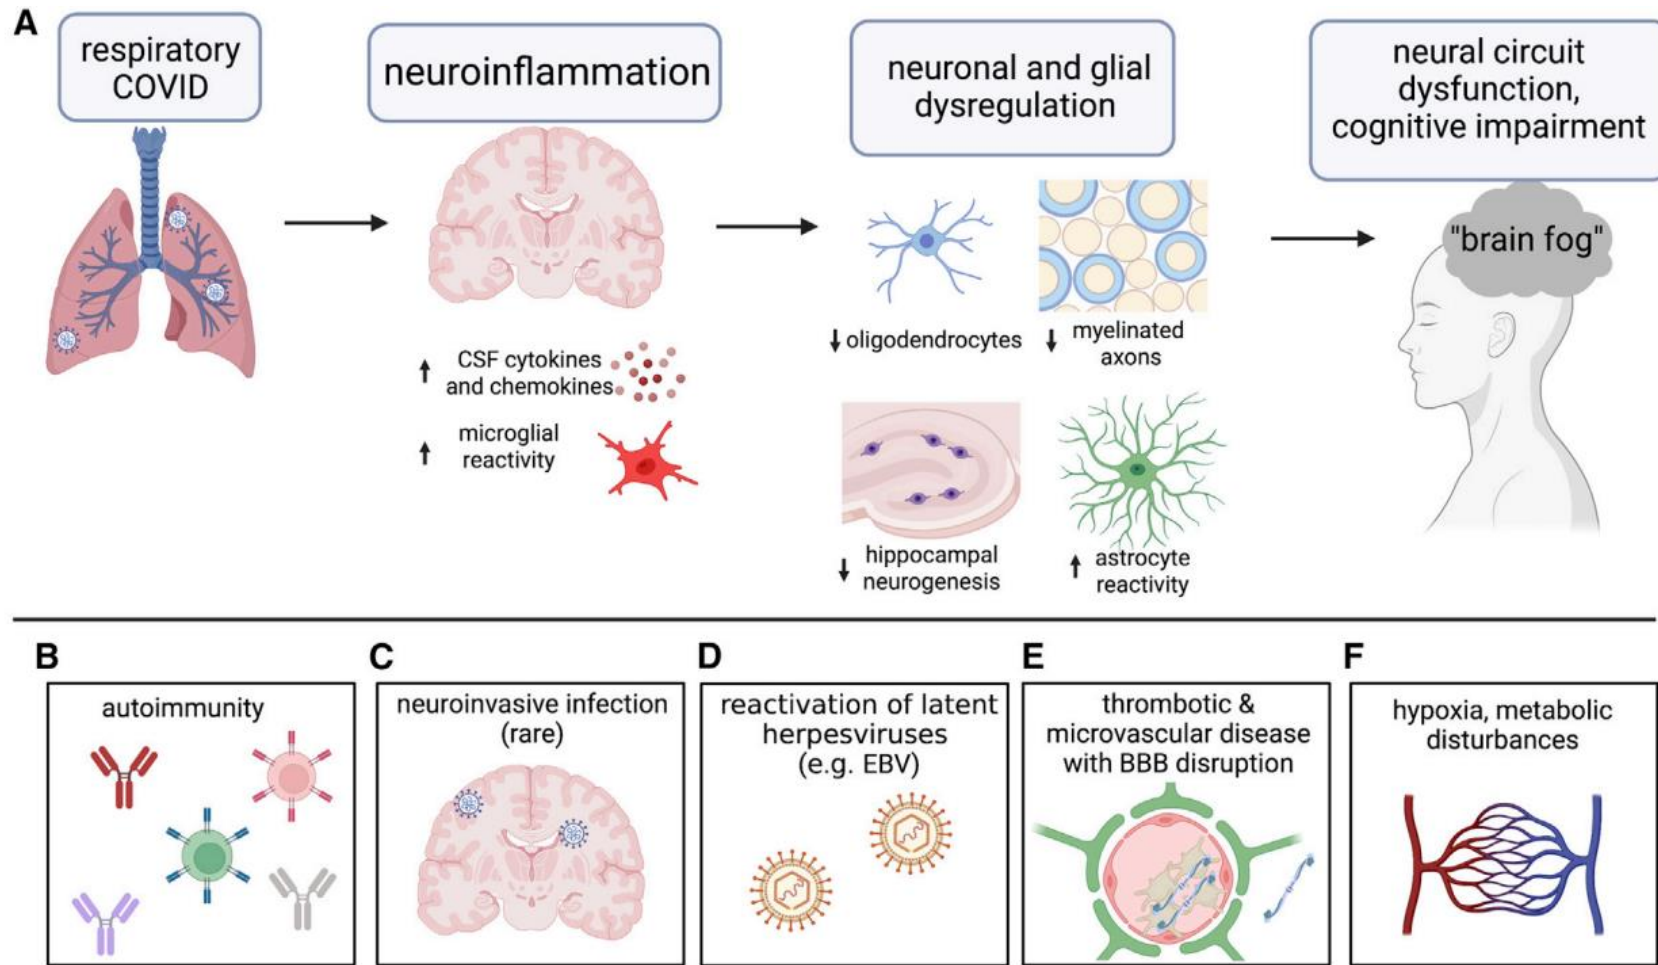 A
respiratory
COVID
neuroinflammation
neuronal and glial
dysregulation
neural circuit
dysfunction,
cognitive impairment
"brain fog"
↑ CSF cytokines
and chemokines
↑ microglial
reactivity
↓ oligodendrocytes
↓ myelinated
axons
↓ hippocampal
neurogenesis
↑ astrocyte
reactivity
B
autoimmunity
C
neuroinvasive infection
(rare)
D
reactivation of latent
herpesviruses
(e.g. EBV)
E
thrombotic &
microvascular disease
with BBB disruption
F
hypoxia, metabolic
disturbances